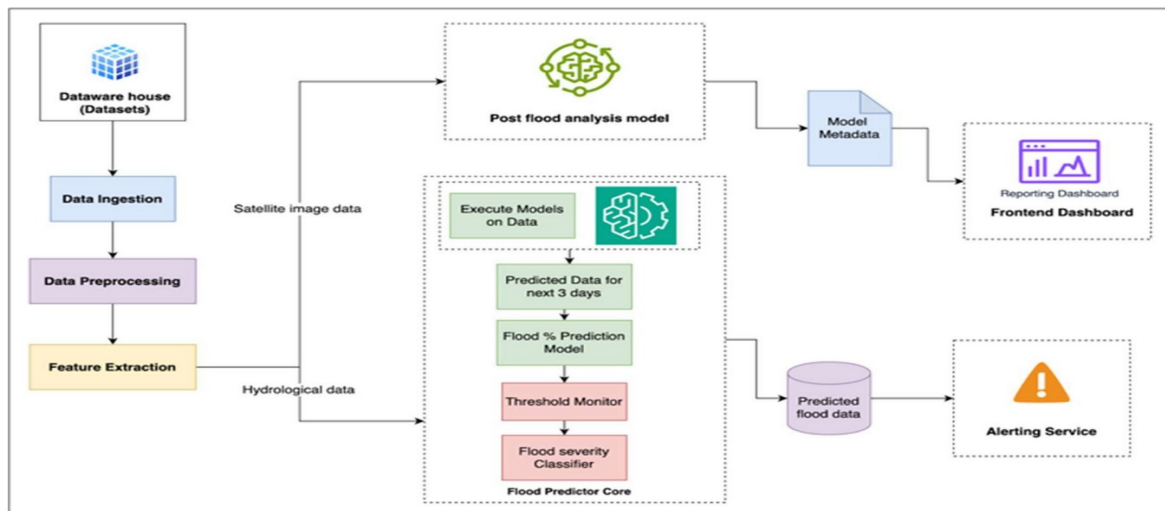 Dataware house
(Datasets)
Data Ingestion
Data Preprocessing
Feature Extraction
Satellite image data
Hydrological data
Post flood analysis model
Model
Metadata
Reporting Dashboard
Frontend Dashboard
Execute Models
on Data
Predicted Data for
next 3 days
Flood % Prediction
Model
Threshold Monitor
Flood severity
Classifier
Flood Predictor Core
Predicted
flood data
Alerting Service